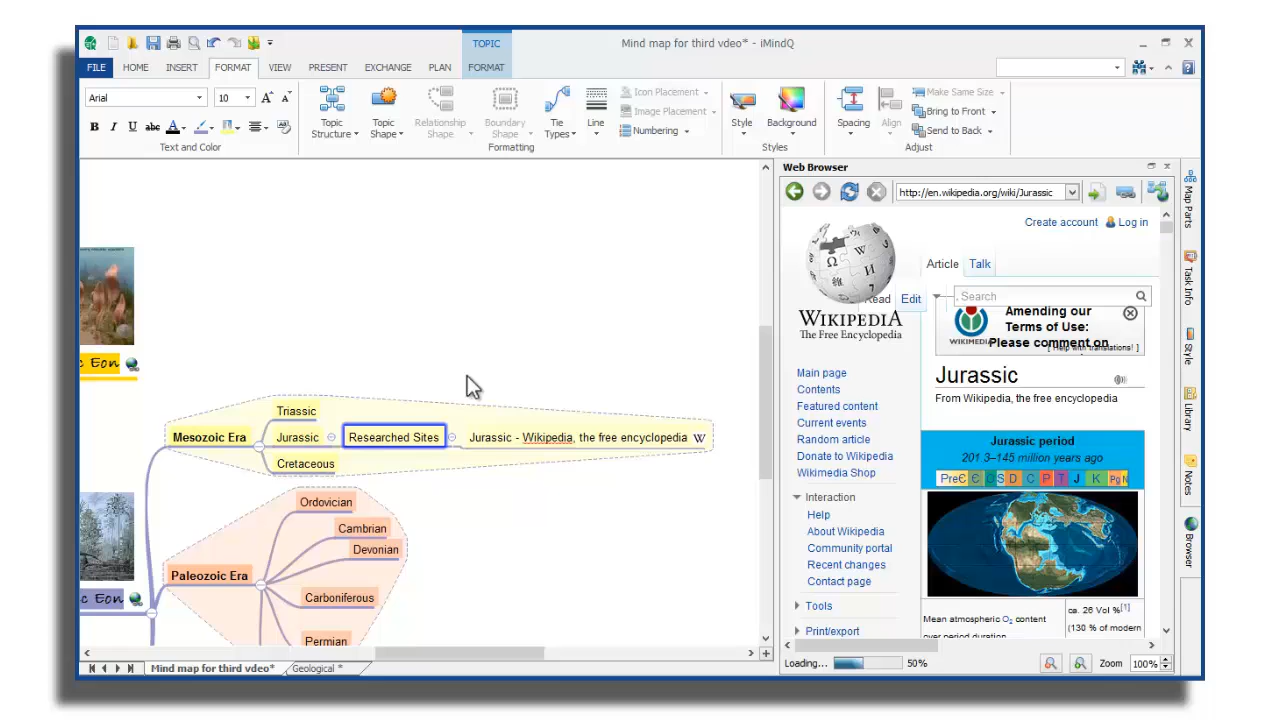 TOPIC
Mind map for third vdeo* - iMindQ
FILE HOME INSERT FORMAT VIEW PRESENT EXCHANGE PLAN FORMAT
Arial 10 A A
B I U abc A
Topic Structure
Topic Shape
Relationship Shape
Boundary Shape
Tie Types
Line
Icon Placement
Image Placement
Numbering
Style
Background
Spacing
Align
Make Same Size
Bring to Front
Send to Back
Text and Color Formatting Styles Adjust
c Eon
Mesozoic Era
Triassic
Jurassic
Researched Sites
Jurassic - Wikipedia, the free encyclopedia W
Cretaceous
Paleozoic Era
Ordovician
Cambrian
Devonian
Carboniferous
Permian
c Eon
Mind map for third vdeo* Geological *
Web Browser
http://en.wikipedia.org/wiki/Jurassic
Create account Log in
Article Talk
Read Edit
Search
WIKIPEDIA
The Free Encyclopedia
WIKIMEDIA
Amending our
Terms of Use:
Please comment on
[ Help with translations! ]
Main page
Contents
Featured content
Current events
Random article
Donate to Wikipedia
Wikimedia Shop
Interaction
Help
About Wikipedia
Community portal
Recent changes
Contact page
Tools
Print/export
Jurassic
From Wikipedia, the free encyclopedia
Jurassic period
201.3–145 million years ago
PreЄ Є O S D C P T J K Pg N
Mean atmospheric O₂ content
over period duration
ca. 26 Vol %[1]
(130 % of modern
Loading... 50%
Zoom 100%
Map Parts
Task Info
Style
Library
Notes
Browser